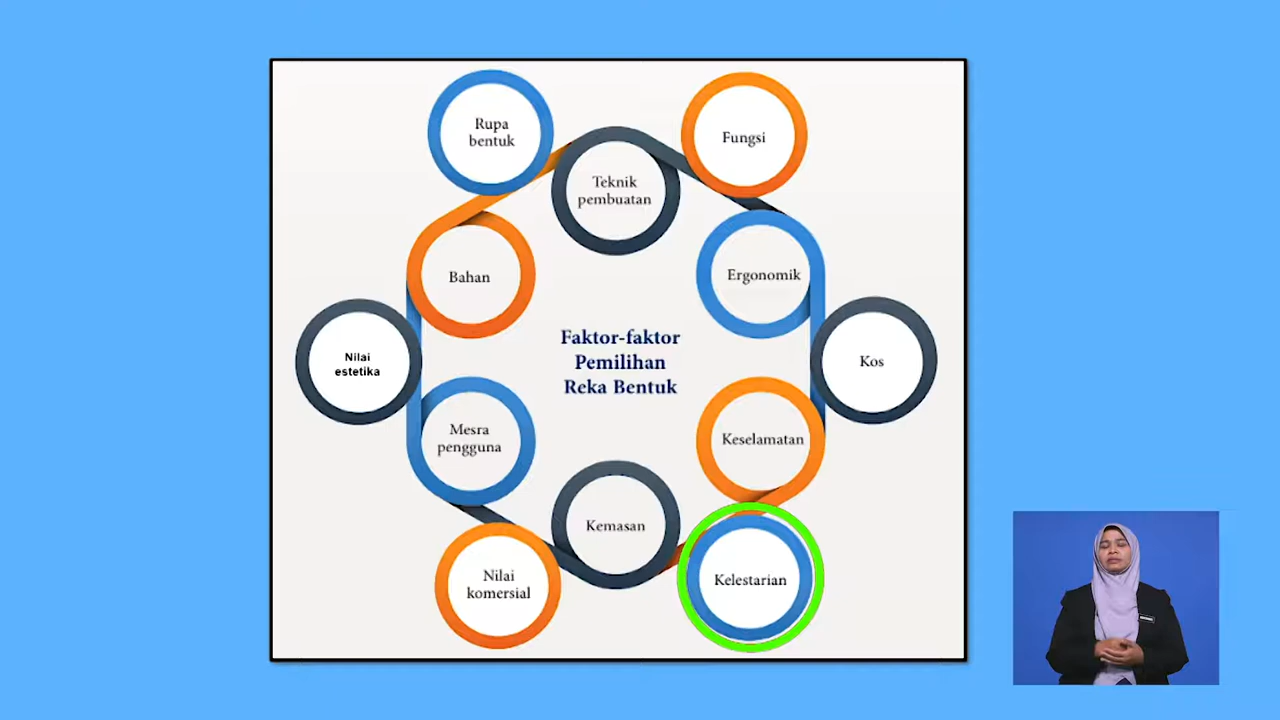 Rupa
bentuk
Fungsi
Teknik
pembuatan
Bahan
Ergonomik
Faktor-faktor
Pemilihan
Reka Bentuk
Nilai
estetika
Kos
Mesra
pengguna
Keselamatan
Kemasan
Nilai
komersial
Kelestarian